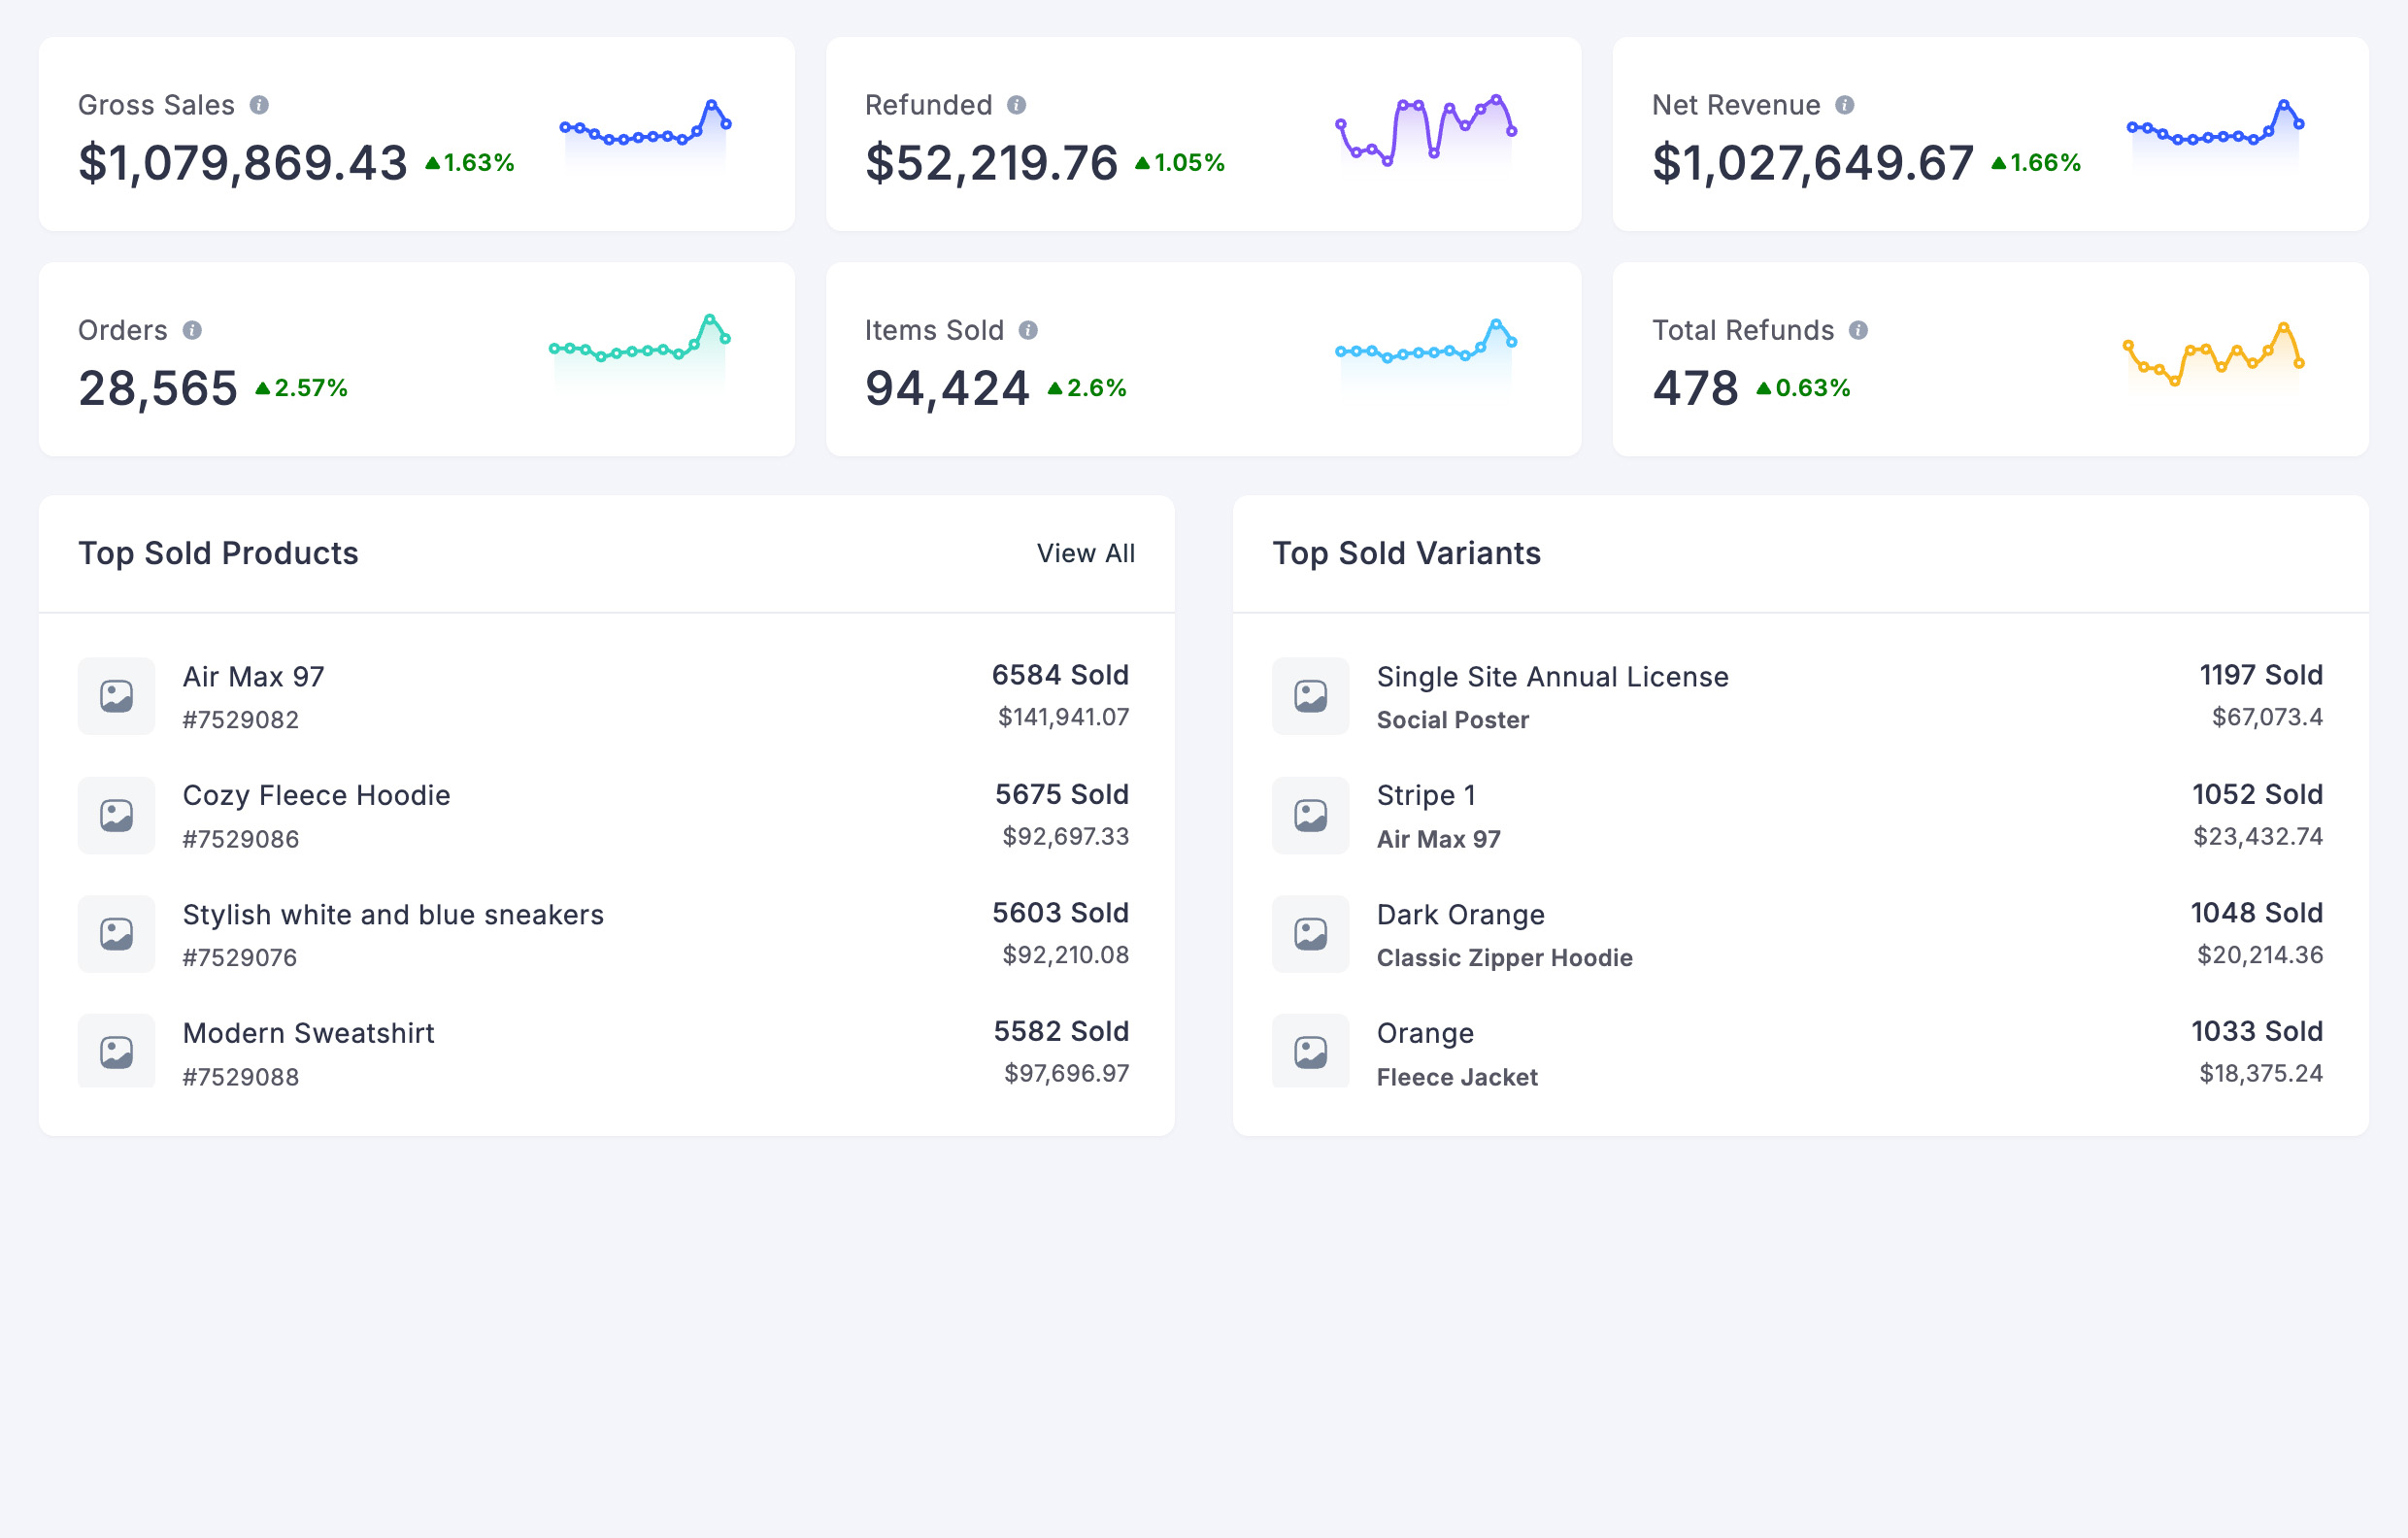 Gross Sales
$1,079,869.43 ▲1.63%
Refunded
$52,219.76 ▲1.05%
Net Revenue
$1,027,649.67 ▲1.66%
Orders
28,565 ▲2.57%
Items Sold
94,424 ▲2.6%
Total Refunds
478 ▲0.63%
Top Sold Products View All
Air Max 97 6584 Sold
#7529082 $141,941.07
Cozy Fleece Hoodie 5675 Sold
#7529086 $92,697.33
Stylish white and blue sneakers 5603 Sold
#7529076 $92,210.08
Modern Sweatshirt 5582 Sold
#7529088 $97,696.97
Top Sold Variants
Single Site Annual License 1197 Sold
Social Poster $67,073.4
Stripe 1 1052 Sold
Air Max 97 $23,432.74
Dark Orange 1048 Sold
Classic Zipper Hoodie $20,214.36
Orange 1033 Sold
Fleece Jacket $18,375.24